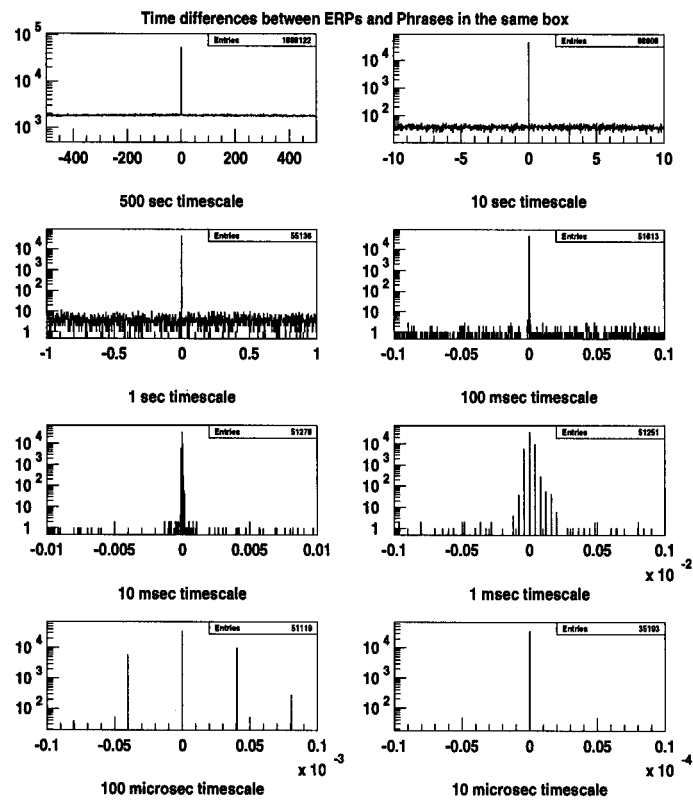 Time differences between ERPs and Phrases in the same box
Entries
10^5
10^4
10^3
-400 -200 0 200 400
500 sec timescale
Entries
10^4
10^2
-10 -5 0 5 10
10 sec timescale
Entries 55136
10^4
10^3
10^2
10
1
-1 -0.5 0 0.5 1
1 sec timescale
Entries 51613
10^4
10^3
10^2
10
1
-0.1 -0.05 0 0.05 0.1
100 msec timescale
Entries
10^4
10^3
10^2
10
1
-0.01 -0.005 0 0.005 0.01
10 msec timescale
Entries 51251
10^4
10^3
10^2
10
1
-0.1 -0.05 0 0.05 0.1
x 10^-2
1 msec timescale
Entries
10^4
10^3
10^2
-0.1 -0.05 0 0.05 0.1
x 10^-3
100 microsec timescale
Entries
10^4
10^3
10^2
-0.1 -0.05 0 0.05 0.1
x 10^-4
10 microsec timescale